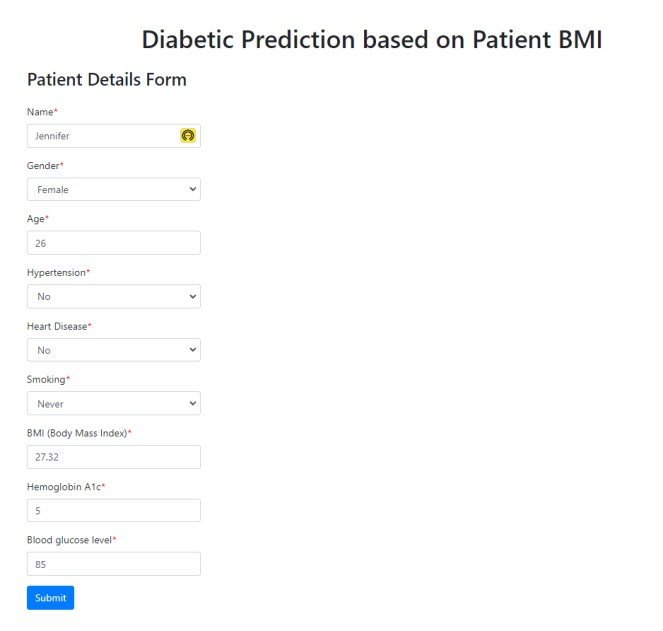 Diabetic Prediction based on Patient BMI
Patient Details Form
Name*
Jennifer
Gender*
Female
Age*
26
Hypertension*
No
Heart Disease*
No
Smoking*
Never
BMI (Body Mass Index)*
27.32
Hemoglobin A1c*
5
Blood glucose level*
85
Submit